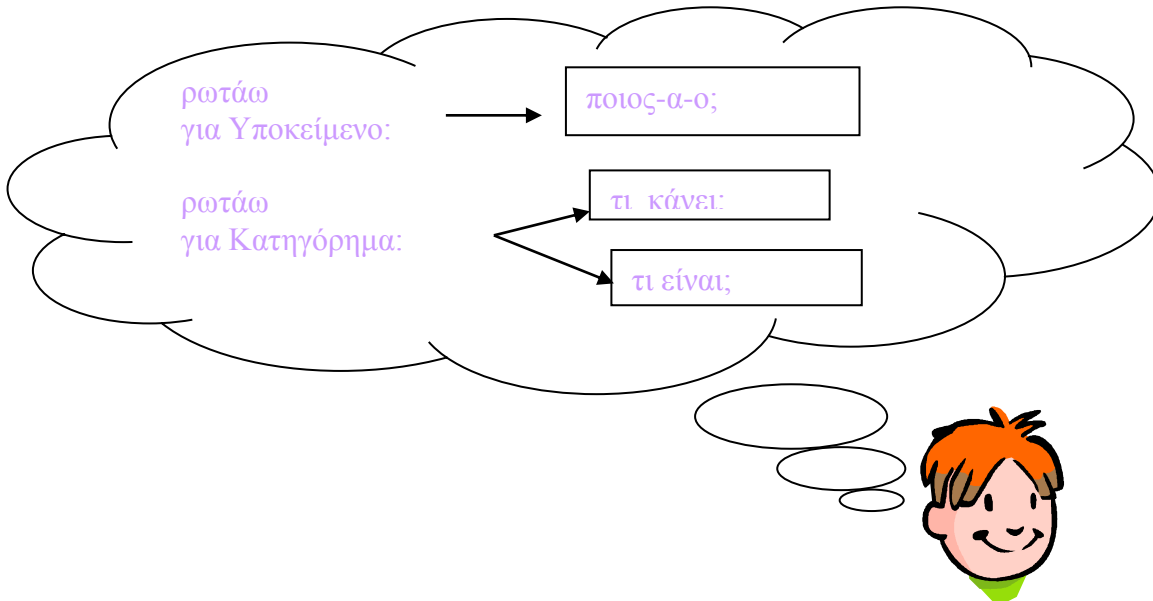 ρωτάω
για Υποκείμενο:
ποιος-α-ο;
ρωτάω
για Κατηγόρημα:
τι κάνει;
τι είναι;